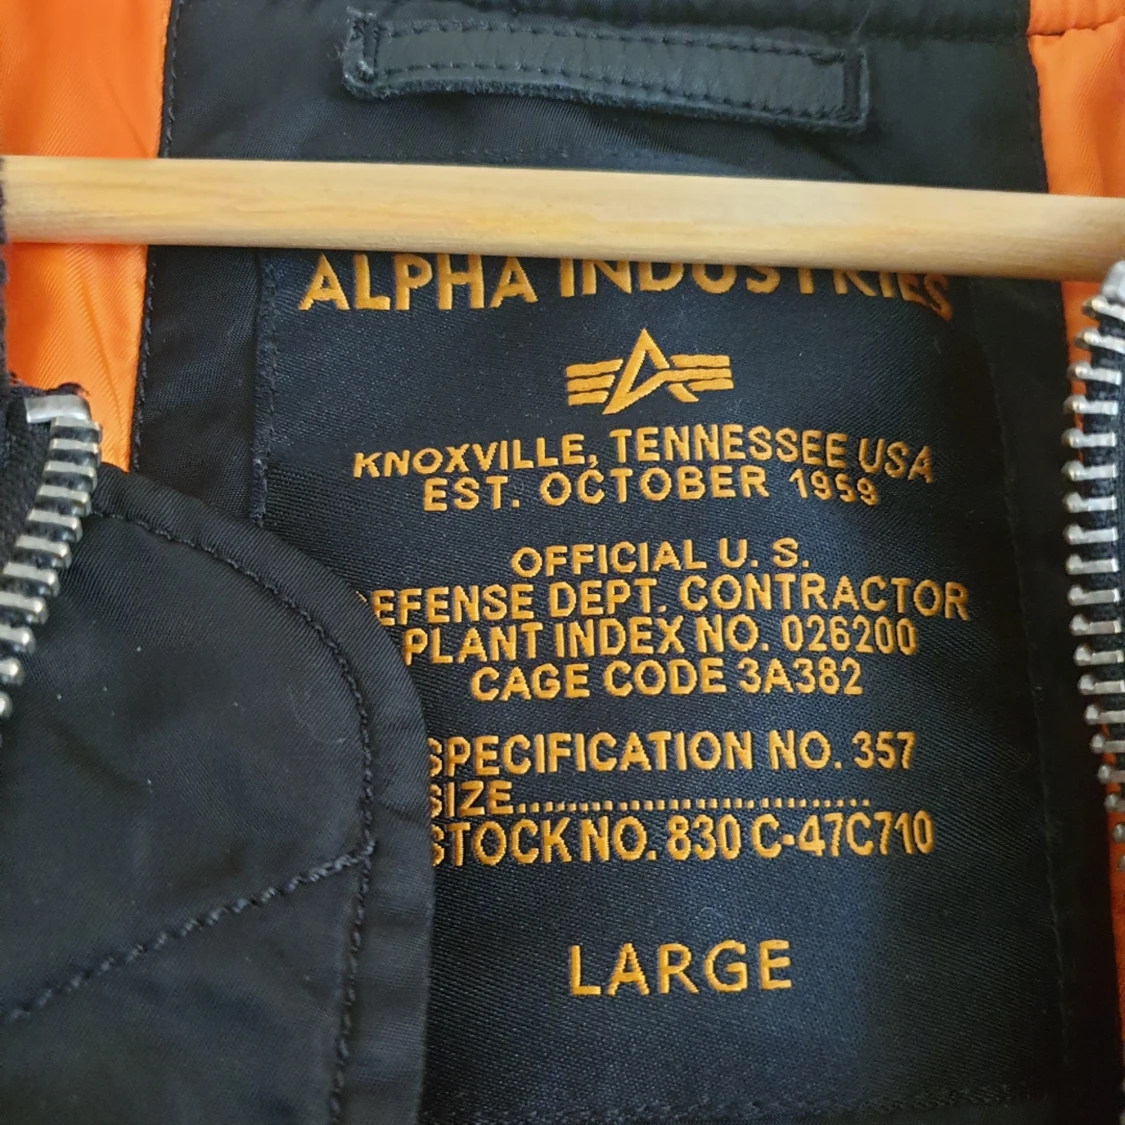 ALPHA INDUSTRIES
KNOXVILLE, TENNESSEE USA
EST. OCTOBER 1959
OFFICIAL U. S.
DEFENSE DEPT. CONTRACTOR
PLANT INDEX NO. 026200
CAGE CODE 3A382
SPECIFICATION NO. 357
SIZE..............................
STOCK NO. 830 C-47C710
LARGE